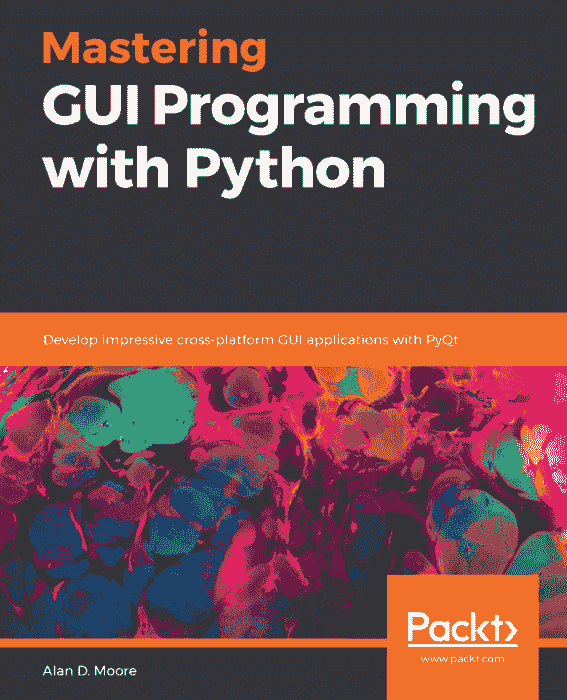 Mastering
GUI Programming
with Python
Develop impressive cross-platform GUI applications with PyQt
Packt>
www.packt.com
Alan D. Moore